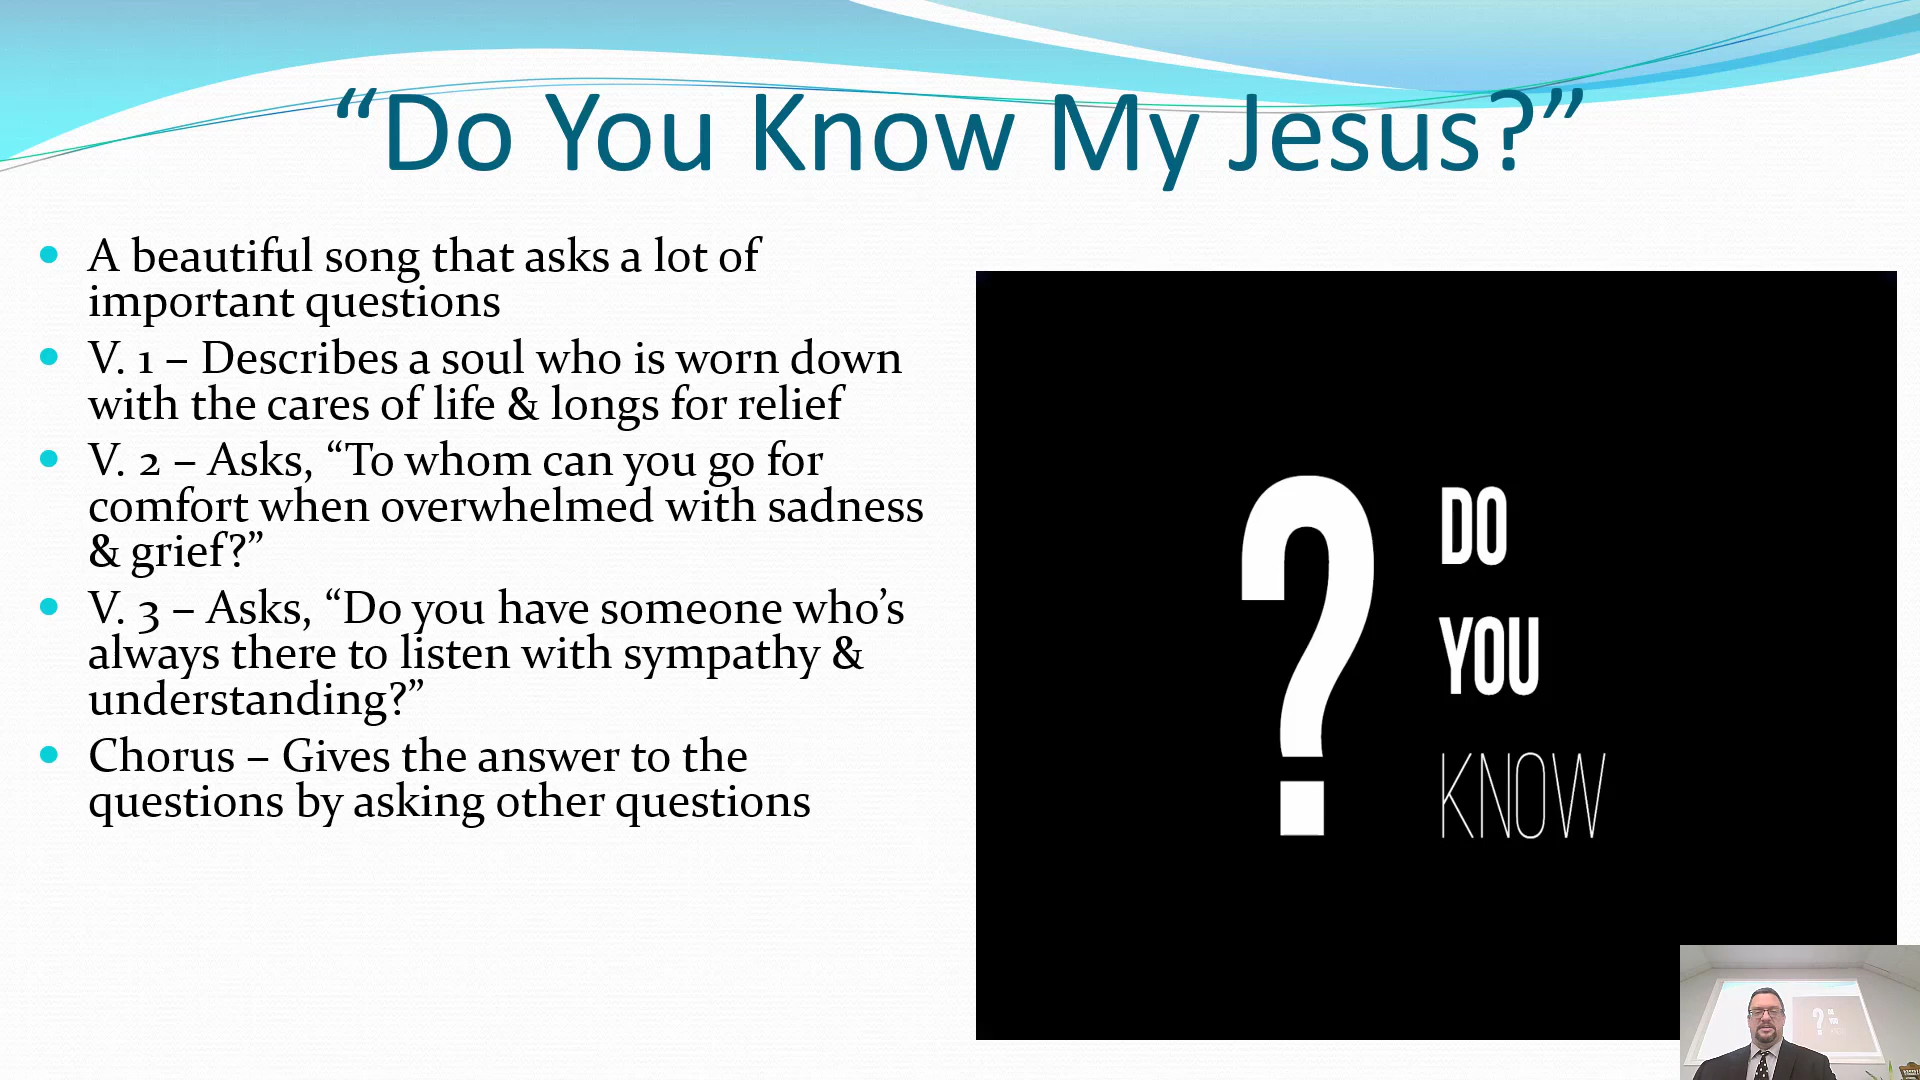 “Do You Know My Jesus?”
• A beautiful song that asks a lot of
important questions
• V. 1 – Describes a soul who is worn down
with the cares of life & longs for relief
• V. 2 – Asks, “To whom can you go for
comfort when overwhelmed with sadness
& grief?”
• V. 3 – Asks, “Do you have someone who’s
always there to listen with sympathy &
understanding?”
• Chorus – Gives the answer to the
questions by asking other questions
?
DO
YOU
KNOW